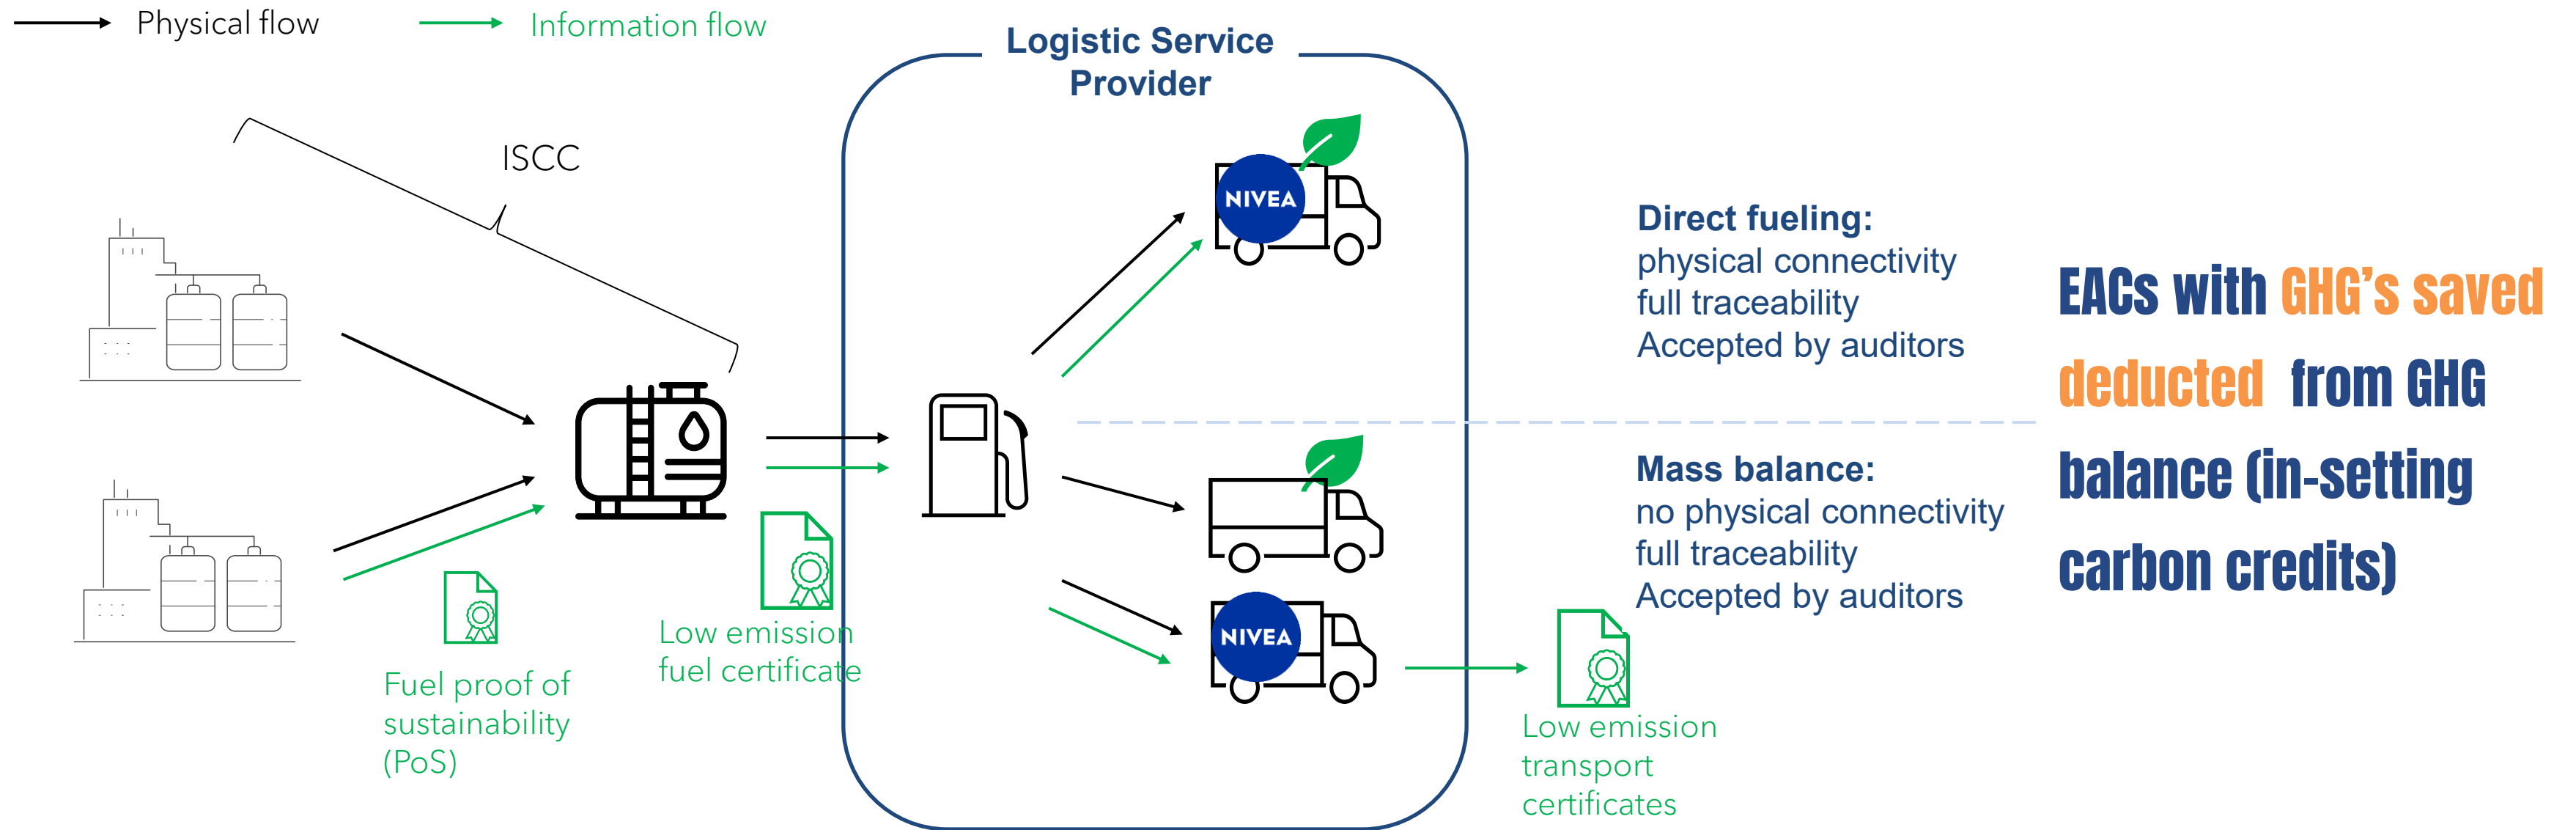 Physical flow
Information flow
Logistic Service
Provider
ISCC
NIVEA
Direct fueling:
physical connectivity
full traceability
Accepted by auditors
EACs with GHG's saved
deducted from GHG
balance (in-setting
carbon credits)
Mass balance:
no physical connectivity
full traceability
Accepted by auditors
NIVEA
Low emission
fuel certificate
Fuel proof of
sustainability
(PoS)
Low emission
transport
certificates